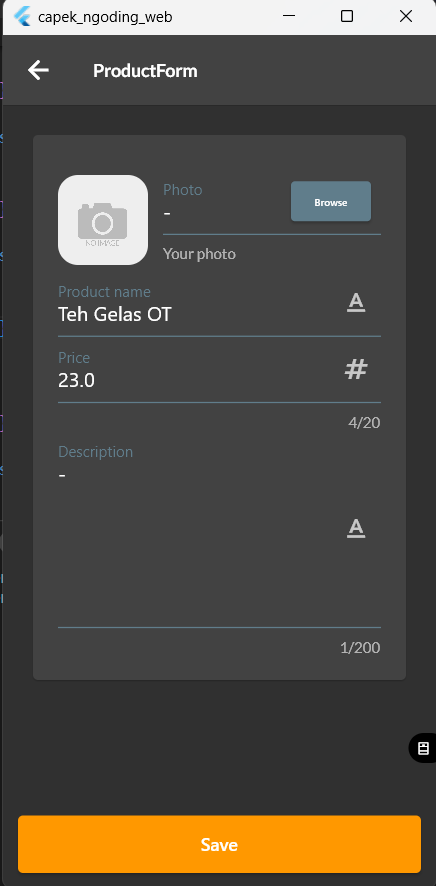 capek_ngoding_web
ProductForm
NO IMAGE
Photo
-
Browse
Your photo
Product name
Teh Gelas OT
A
Price
23.0
#
4/20
Description
-
A
1/200
Save